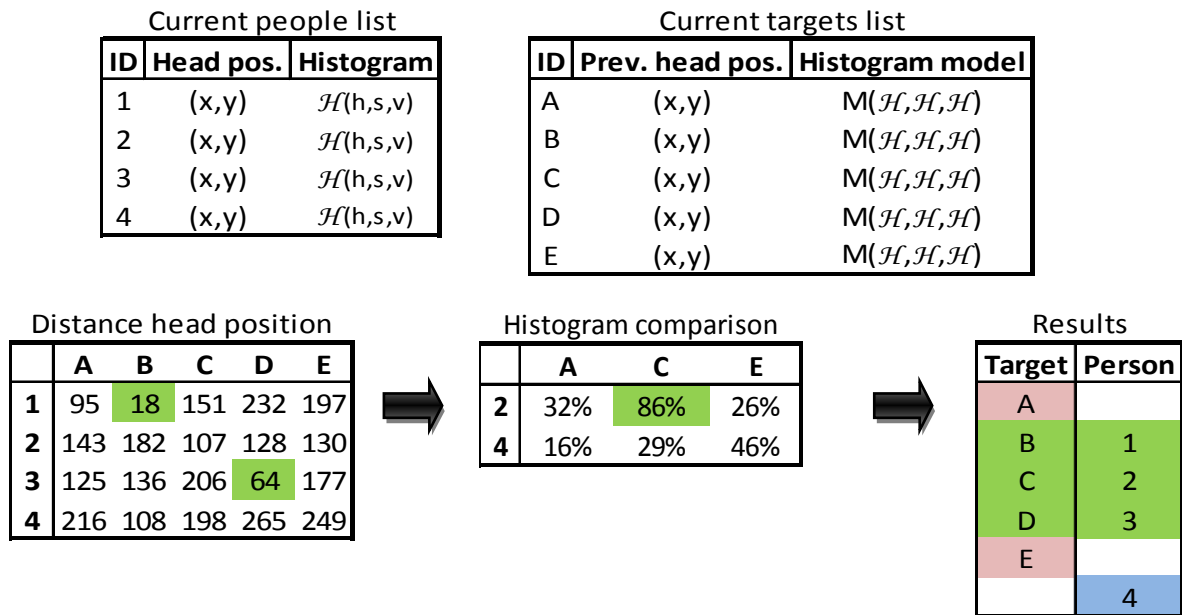 Current people list
ID Head pos. Histogram
1 (x,y) ℋ(h,s,v)
2 (x,y) ℋ(h,s,v)
3 (x,y) ℋ(h,s,v)
4 (x,y) ℋ(h,s,v)
Current targets list
ID Prev. head pos. Histogram model
A (x,y) M(ℋ,ℋ,ℋ)
B (x,y) M(ℋ,ℋ,ℋ)
C (x,y) M(ℋ,ℋ,ℋ)
D (x,y) M(ℋ,ℋ,ℋ)
E (x,y) M(ℋ,ℋ,ℋ)
Distance head position
A B C D E
1 95 18 151 232 197
2 143 182 107 128 130
3 125 136 206 64 177
4 216 108 198 265 249
Histogram comparison
A C E
2 32% 86% 26%
4 16% 29% 46%
Results
Target Person
A
B 1
C 2
D 3
E
4